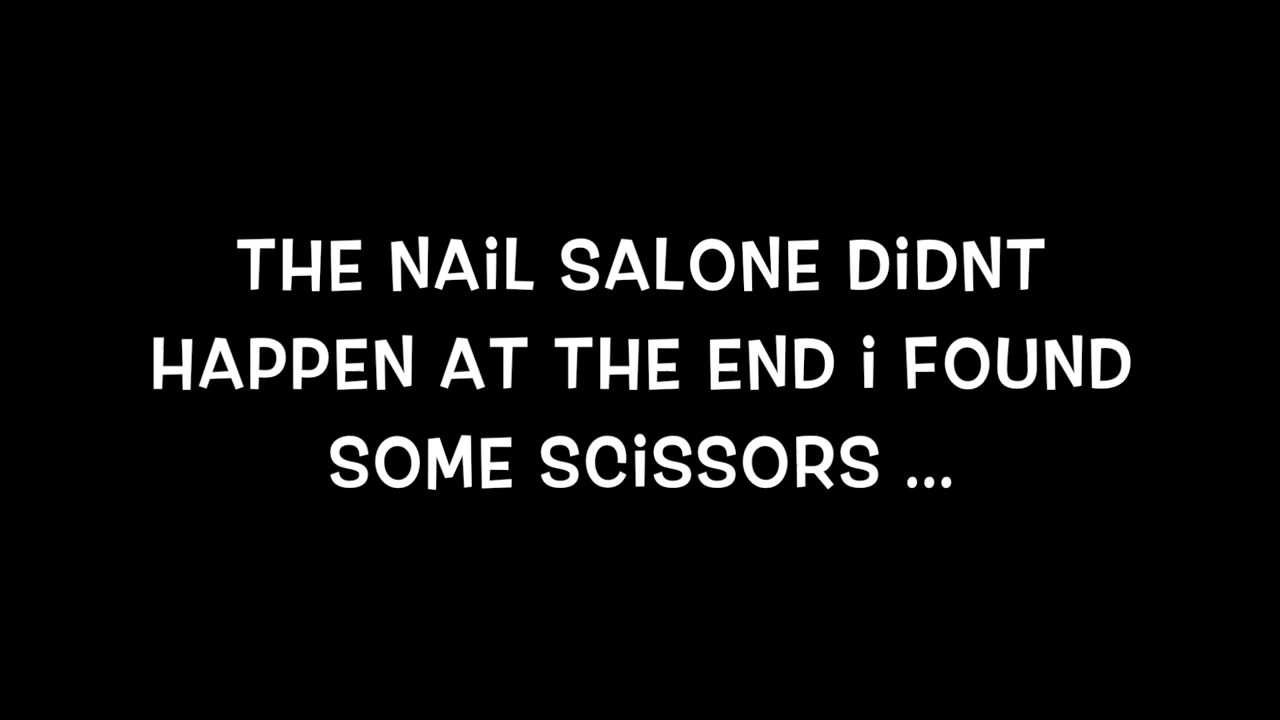 THE NAiL SALONE DiDNT
HAPPEN AT THE END i FOUND
SOME SCiSSORS ...